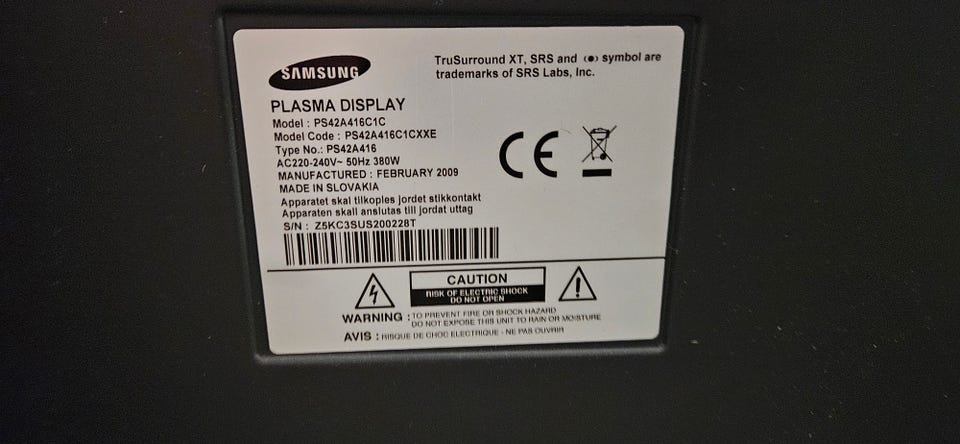 SAMSUNG
TruSurround XT, SRS and (●) symbol are
trademarks of SRS Labs, Inc.
PLASMA DISPLAY
Model : PS42A416C1C
Model Code : PS42A416C1CXXE
Type No.: PS42A416
AC220-240V~ 50Hz 380W
MANUFACTURED : FEBRUARY 2009
MADE IN SLOVAKIA
Apparatet skal tilkoples jordet stikkontakt
Apparaten skall anslutas till jordat uttag
S/N : Z5KC3SUS200228T
CE
CAUTION
RISK OF ELECTRIC SHOCK
DO NOT OPEN
WARNING : TO PREVENT FIRE OR SHOCK HAZARD
DO NOT EXPOSE THIS UNIT TO RAIN OR MOISTURE
AVIS : RISQUE DE CHOC ELECTRIQUE - NE PAS OUVRIR